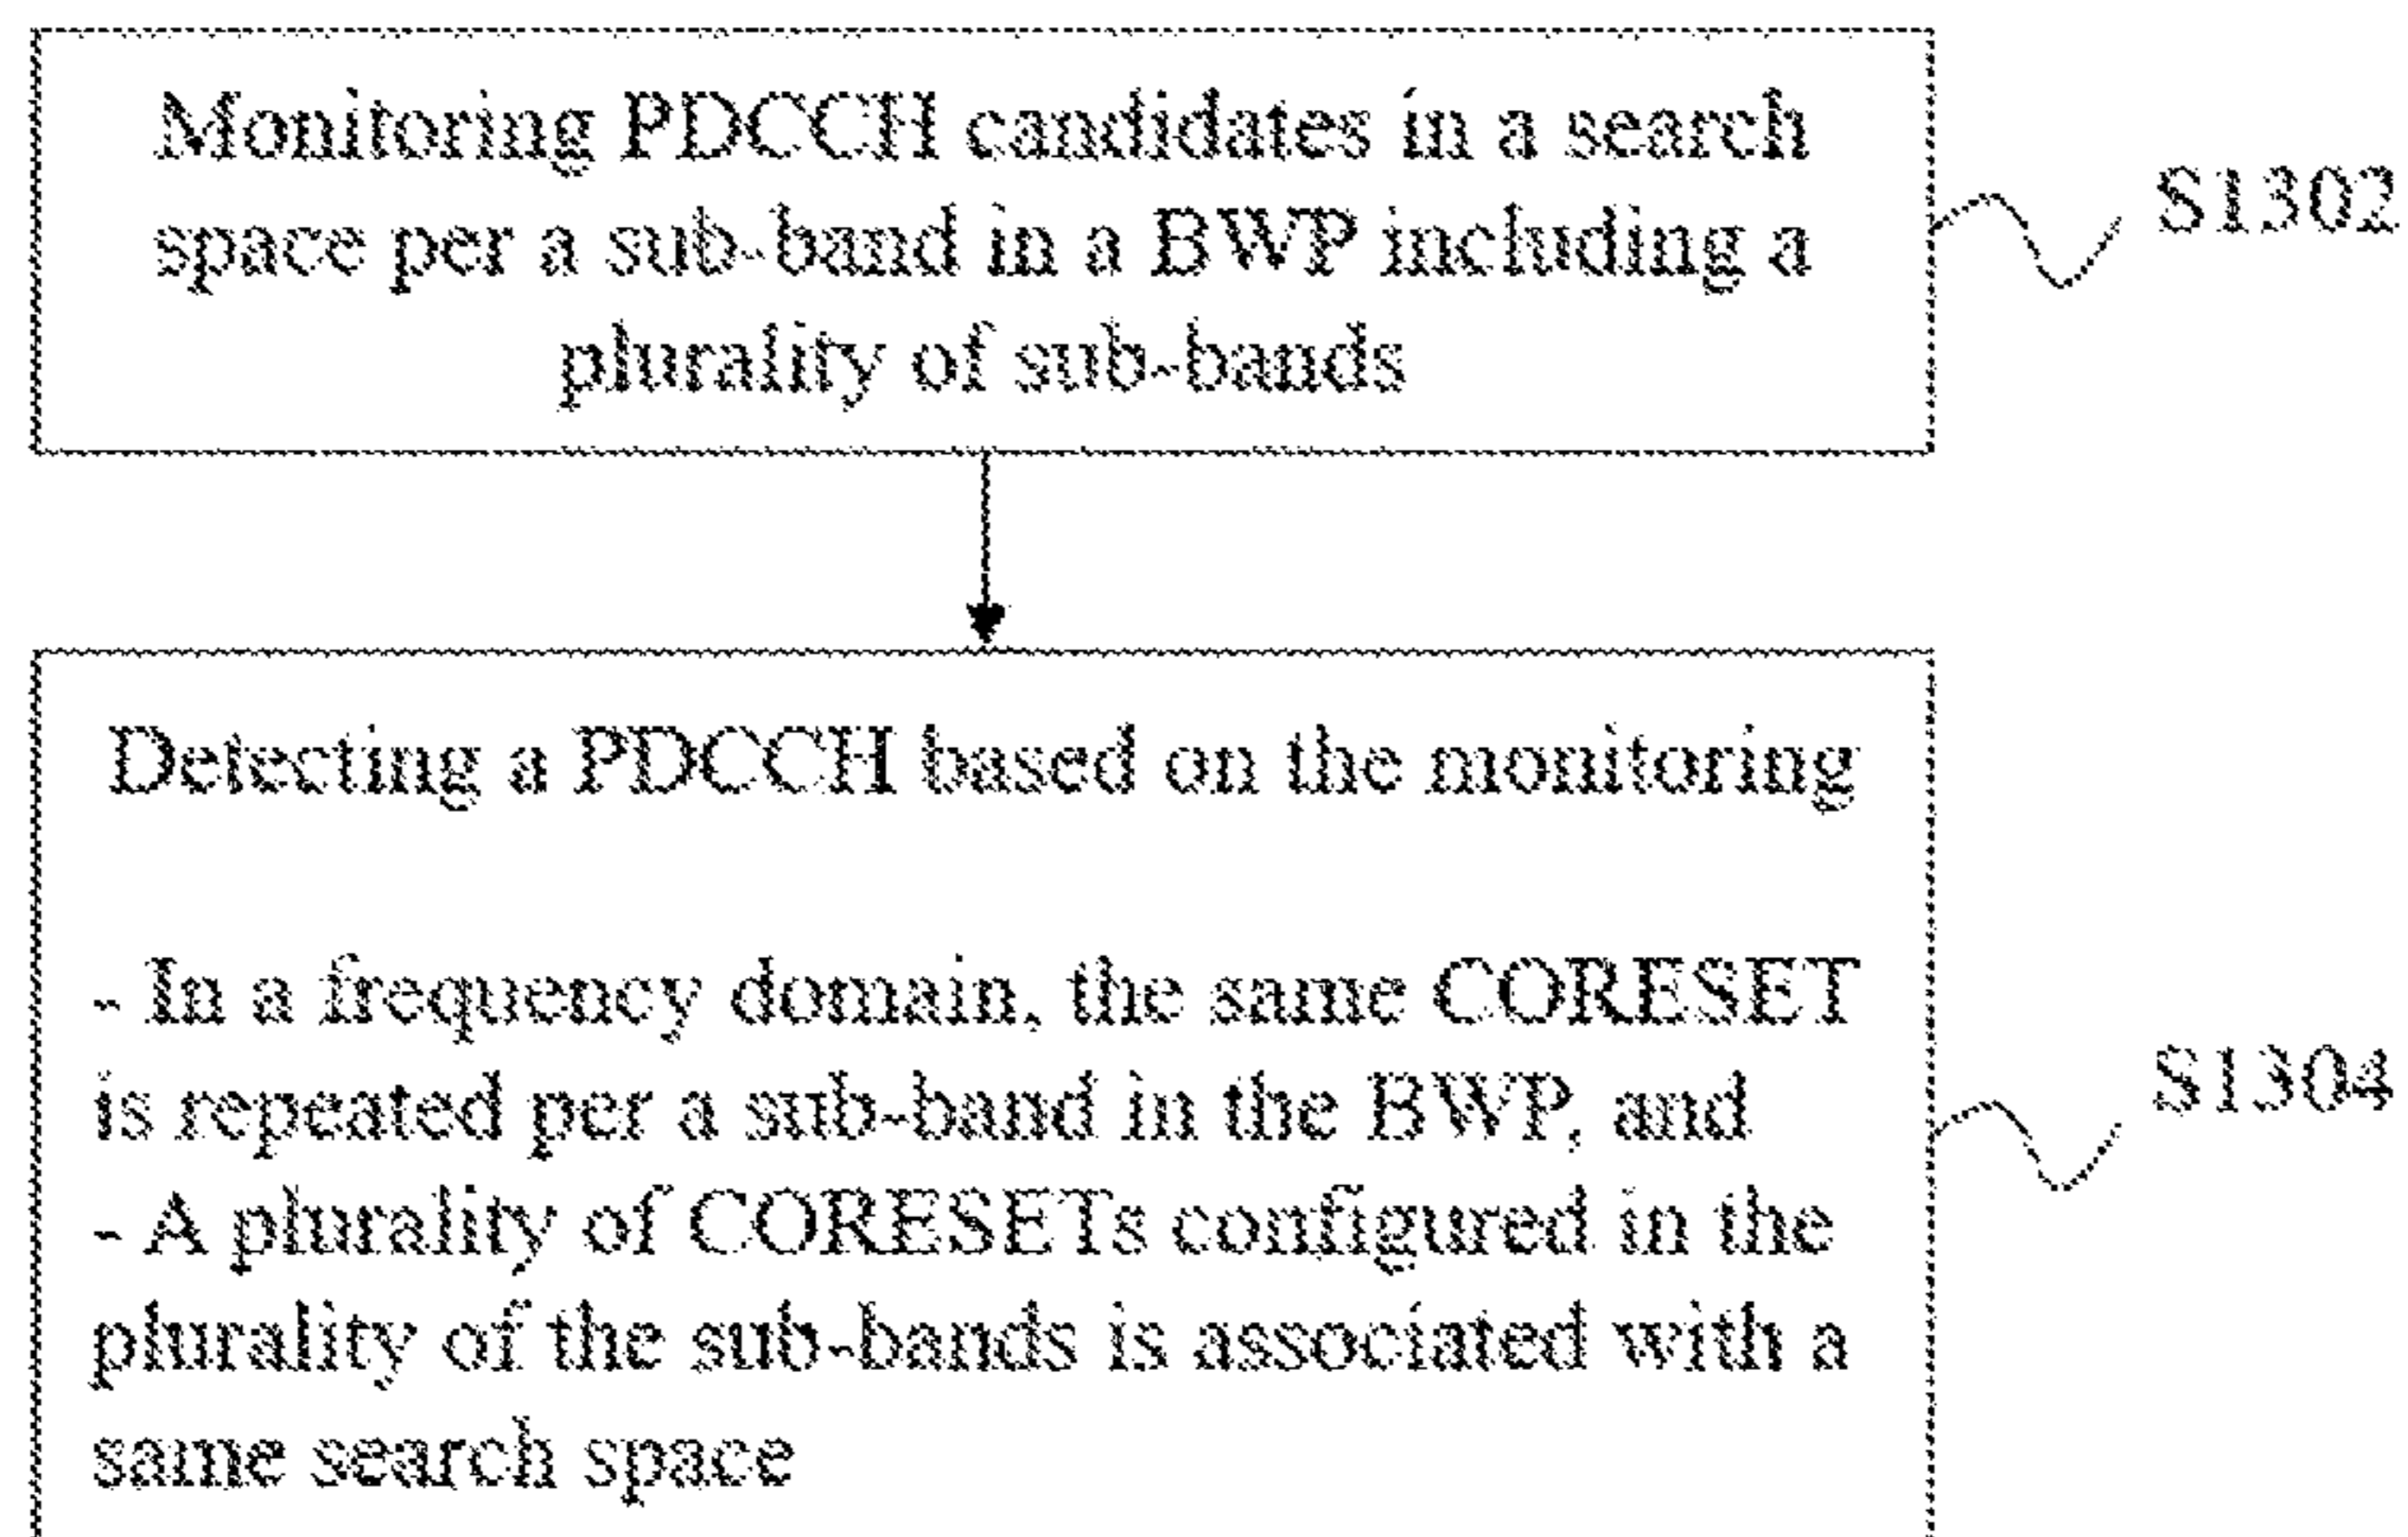 Monitoring PDCCH candidates in a search
space per a sub-band in a BWP including a
plurality of sub-bands
S1302
Detecting a PDCCH based on the monitoring
- In a frequency domain, the same CORESET
is repeated per a sub-band in the BWP, and
- A plurality of CORESETs configured in the
plurality of the sub-bands is associated with a
same search space
S1304